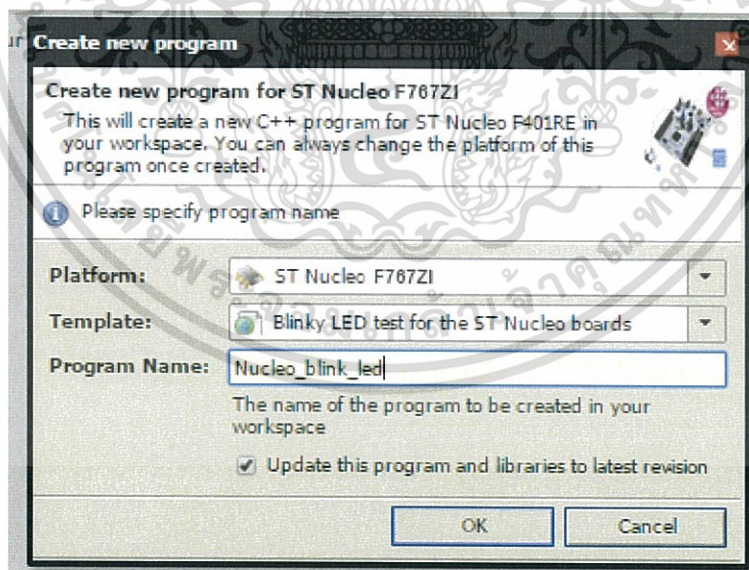 Create new program
Create new program for ST Nucleo F767ZI
This will create a new C++ program for ST Nucleo F401RE in
your workspace. You can always change the platform of this
program once created.
Please specify program name
Platform:
ST Nucleo F767ZI
Template:
Blinky LED test for the ST Nucleo boards
Program Name:
Nucleo_blink_led
The name of the program to be created in your
workspace
Update this program and libraries to latest revision
OK
Cancel